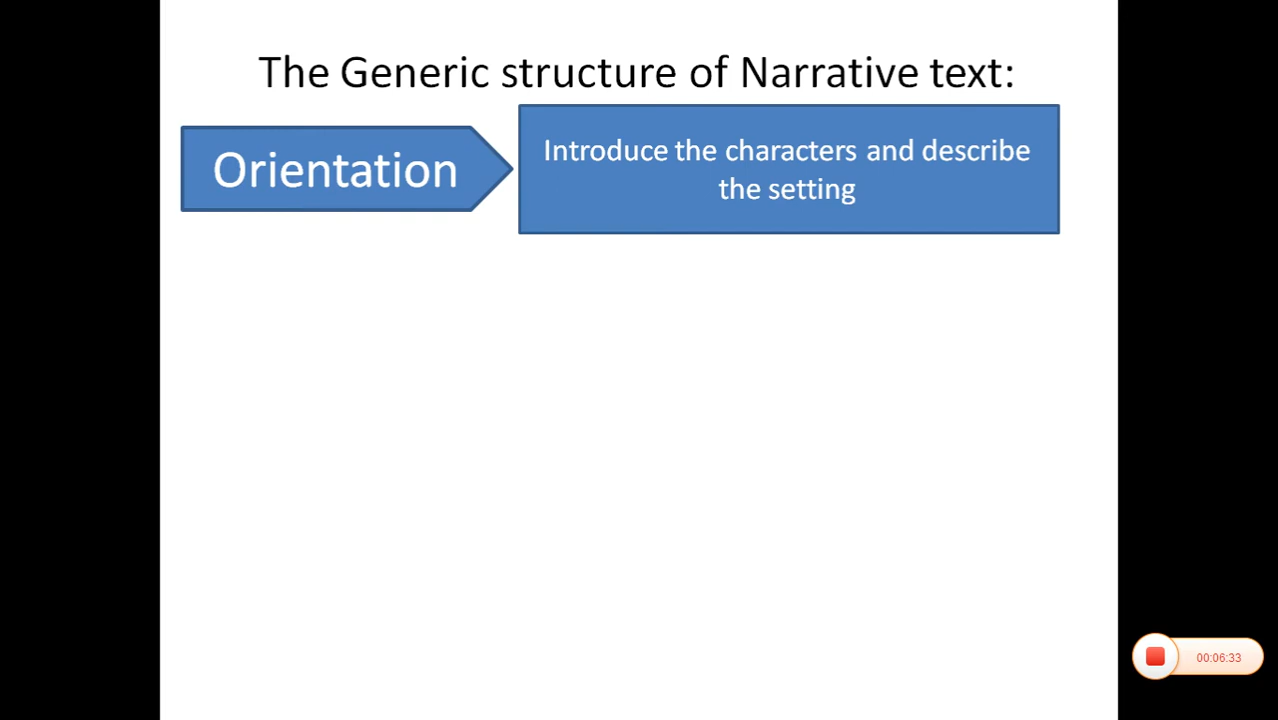 The Generic structure of Narrative text:
Orientation
Introduce the characters and describe
the setting
00:06:33